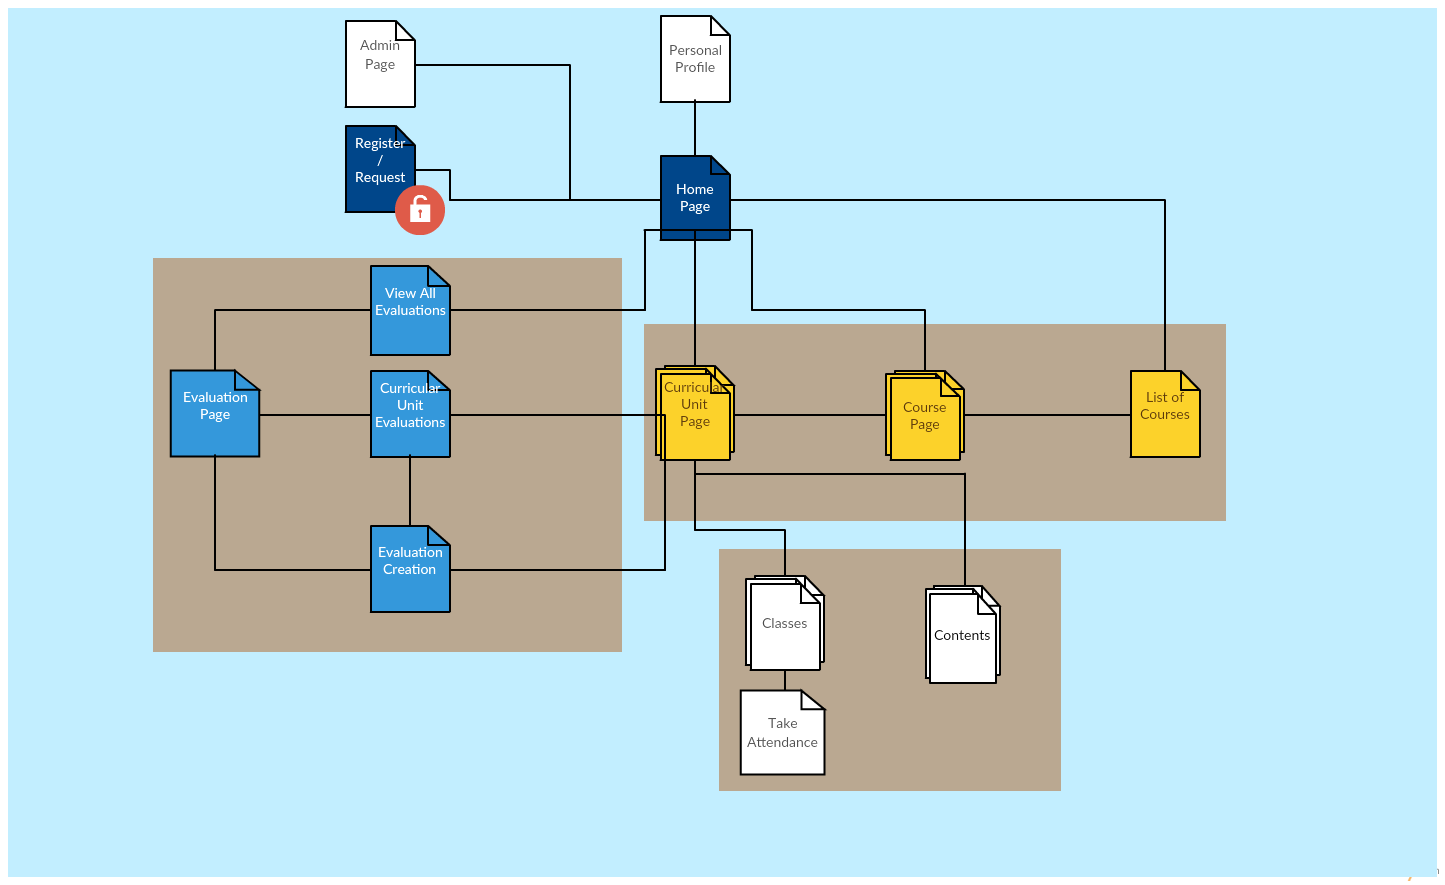 Admin
Page
Personal
Profile
Register
/
Request
Home
Page
View All
Evaluations
Evaluation
Page
Curricular
Unit
Evaluations
Curricular
Unit
Page
Course
Page
List of
Courses
Evaluation
Creation
Classes
Contents
Take
Attendance